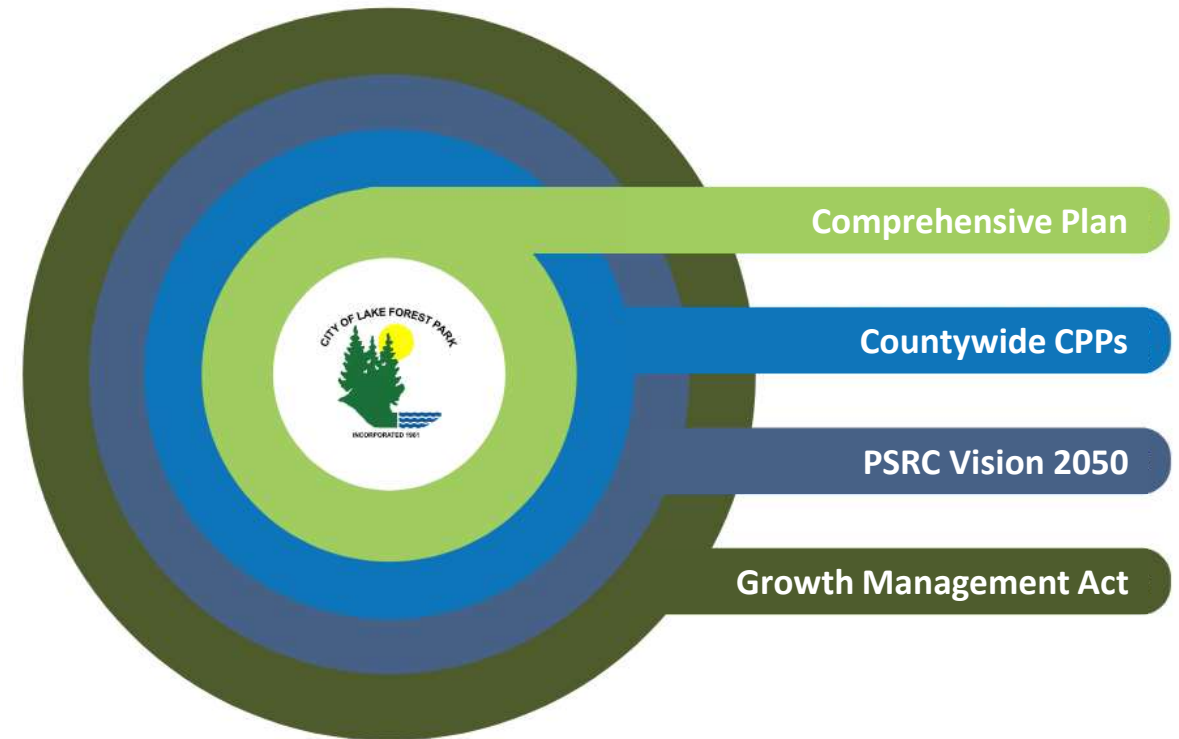 Comprehensive Plan
CITY OF LAKE FOREST PARK
Countywide CPPs
INCORPORATED 1961
PSRC Vision 2050
Growth Management Act